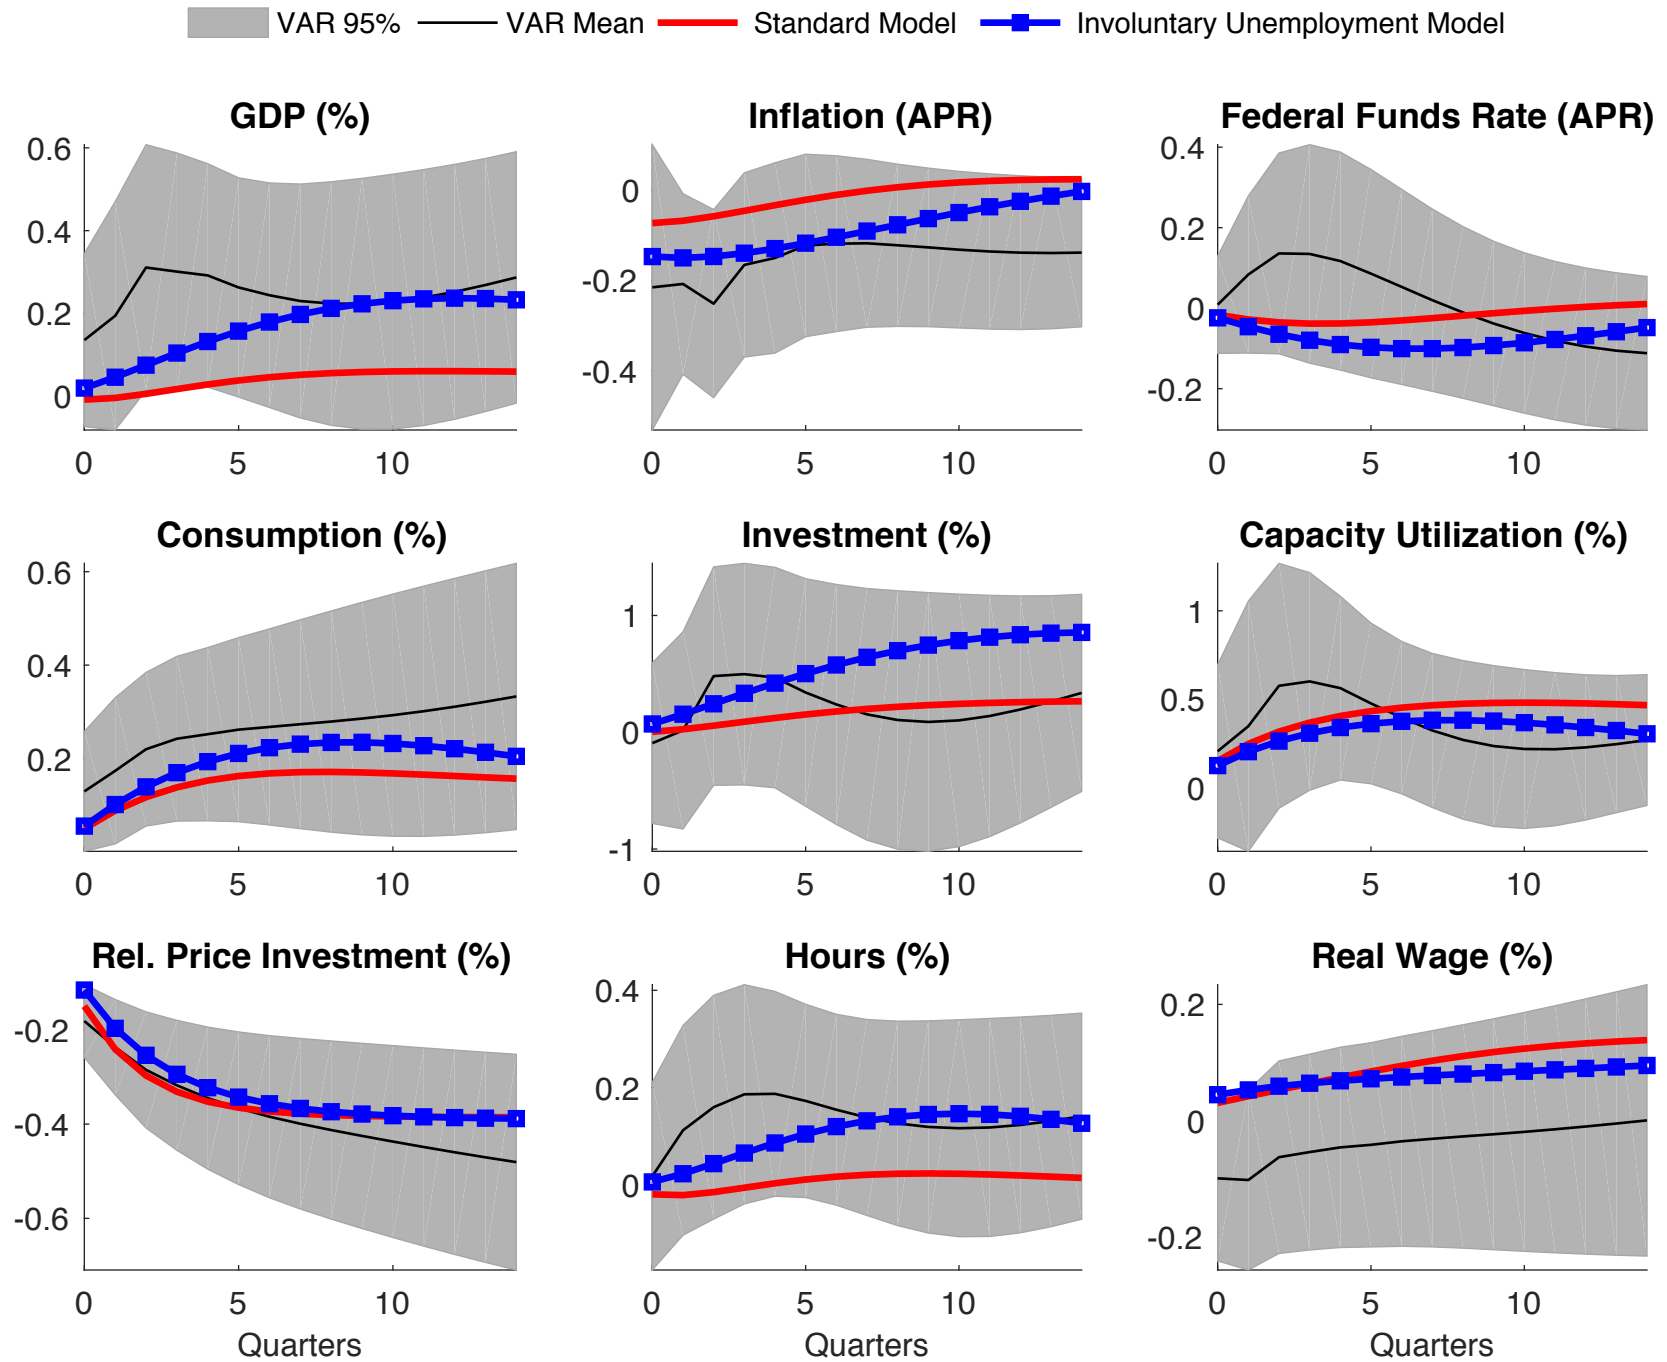 VAR 95% VAR Mean Standard Model Involuntary Unemployment Model
GDP (%) Inflation (APR) Federal Funds Rate (APR)
0.6
0.4
0.2
0
0 5 10
0
-0.2
-0.4
0 5 10
0.4
0.2
0
-0.2
0 5 10
Consumption (%) Investment (%) Capacity Utilization (%)
0.6
0.4
0.2
0 5 10
1
0
-1
0 5 10
1
0.5
0
0 5 10
Rel. Price Investment (%) Hours (%) Real Wage (%)
-0.2
-0.4
-0.6
0 5 10
Quarters
0.4
0.2
0
0 5 10
Quarters
0.2
0
-0.2
0 5 10
Quarters